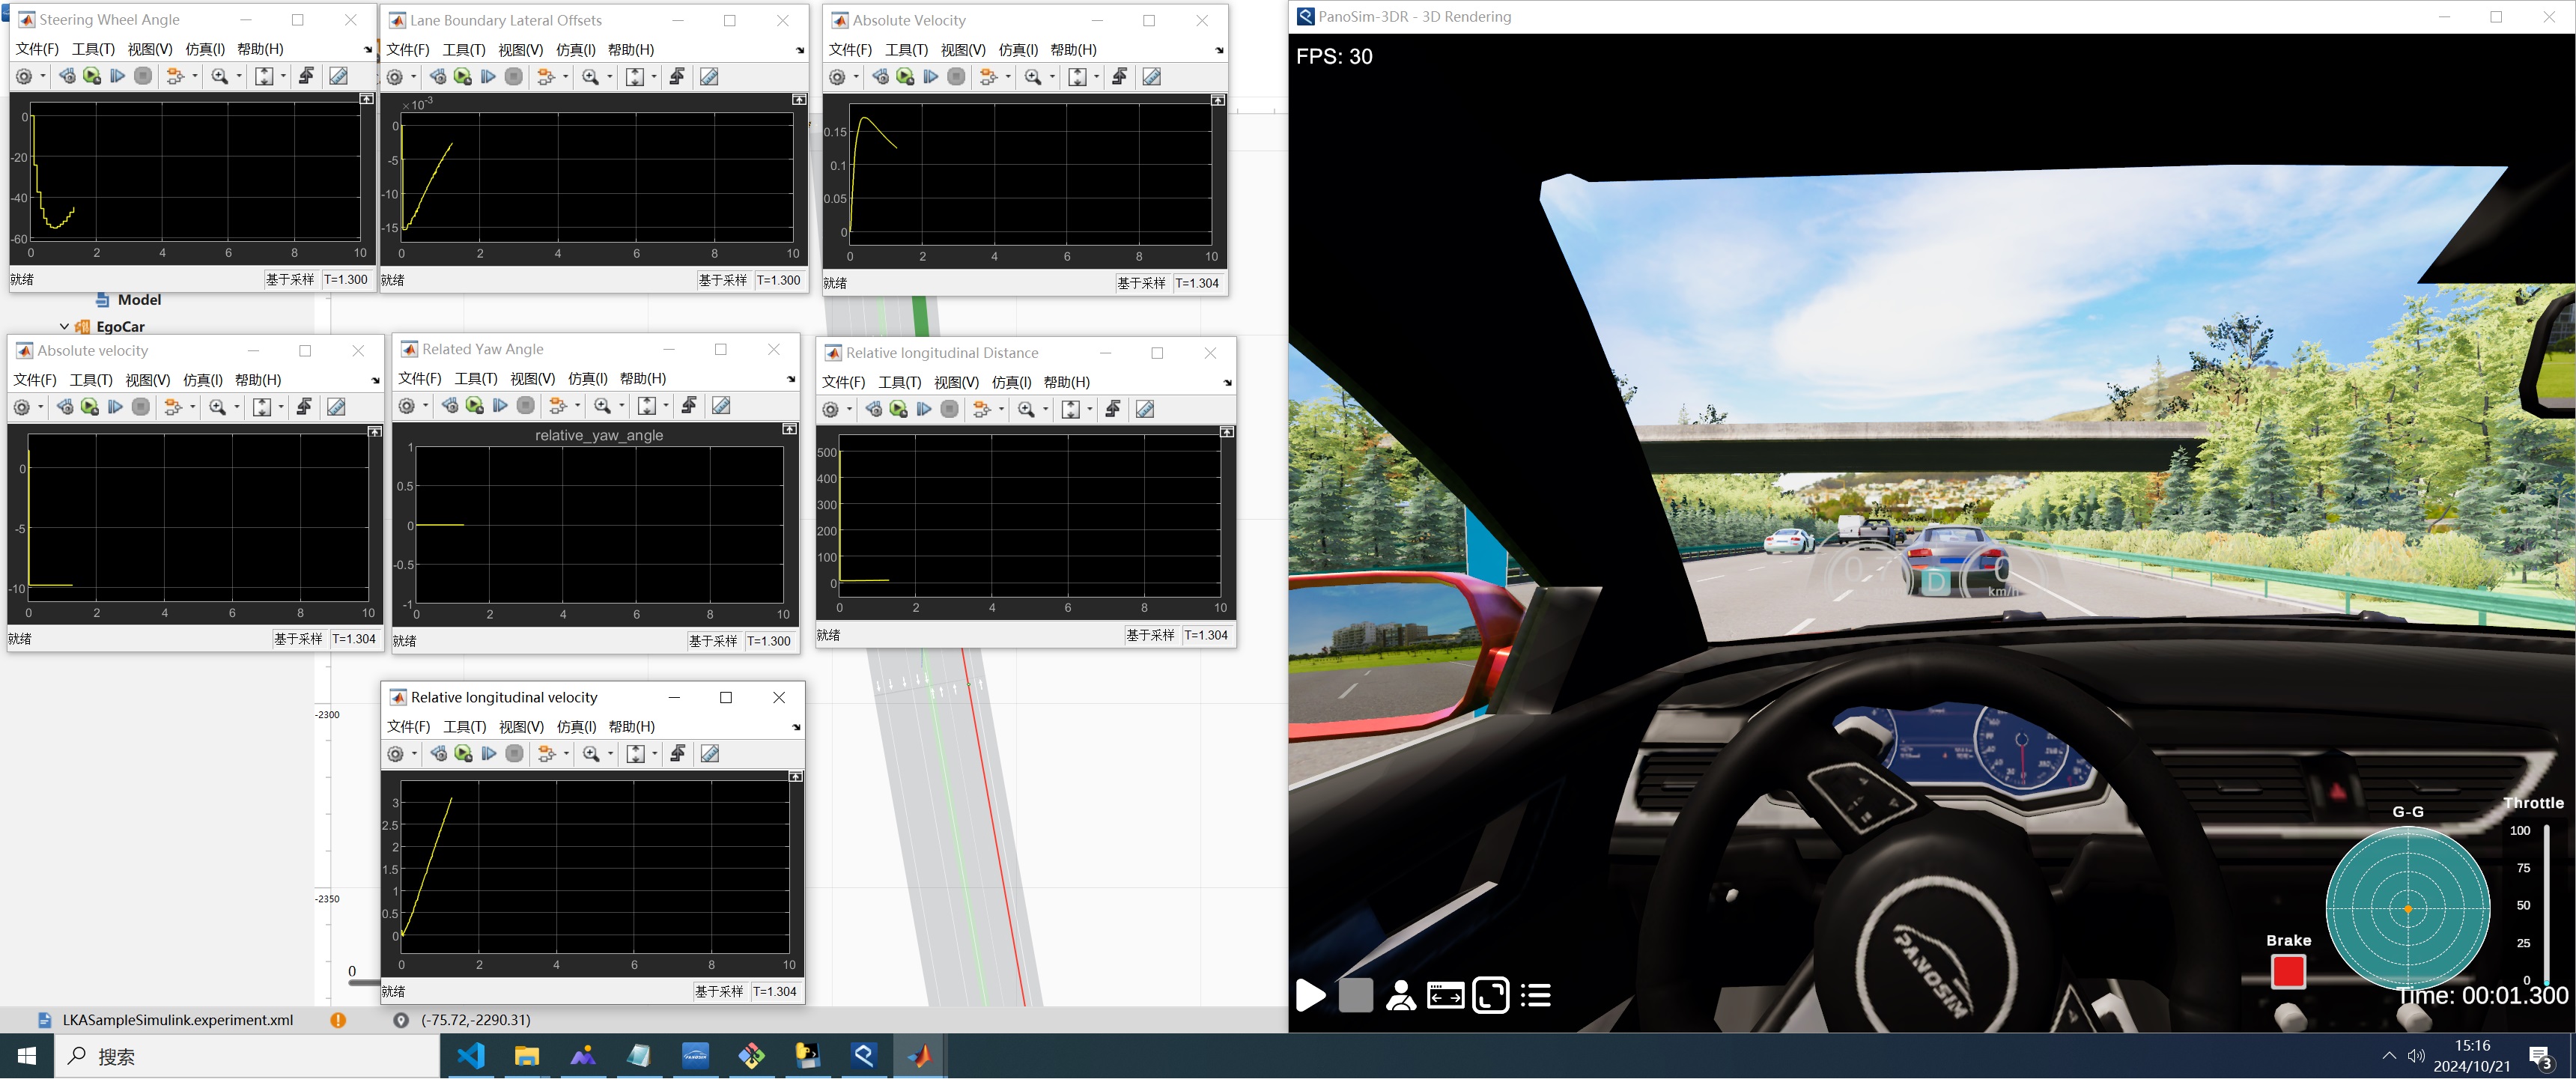 Steering Wheel Angle
文件(F) 工具(T) 视图(V) 仿真(I) 帮助(H)
0
-20
-40
-60
0 2 4 6 8 10
就绪 基于采样 T=1.300
Lane Boundary Lateral Offsets
文件(F) 工具(T) 视图(V) 仿真(I) 帮助(H)
×10⁻³
0
-5
-10
-15
0 2 4 6 8 10
就绪 基于采样 T=1.300
Absolute Velocity
文件(F) 工具(T) 视图(V) 仿真(I) 帮助(H)
0.15
0.1
0.05
0
0 2 4 6 8 10
就绪 基于采样 T=1.304
Model
EgoCar
Absolute velocity
文件(F) 工具(T) 视图(V) 仿真(I) 帮助(H)
0
-5
-10
0 2 4 6 8 10
就绪 基于采样 T=1.304
Related Yaw Angle
文件(F) 工具(T) 视图(V) 仿真(I) 帮助(H)
relative_yaw_angle
1
0.5
0
-0.5
-1
0 2 4 6 8 10
就绪 基于采样 T=1.300
Relative longitudinal Distance
文件(F) 工具(T) 视图(V) 仿真(I) 帮助(H)
500
400
300
200
100
0
0 2 4 6 8 10
就绪 基于采样 T=1.304
Relative longitudinal velocity
文件(F) 工具(T) 视图(V) 仿真(I) 帮助(H)
3
2.5
2
1.5
1
0.5
0
0 2 4 6 8 10
就绪 基于采样 T=1.304
-2300
-2350
0
LKASampleSimulink.experiment.xml (-75.72,-2290.31)
PanoSim-3DR - 3D Rendering
FPS: 30
D
0
km/h
PANOSIM
G-G
Throttle
100
75
50
25
0
Brake
Time: 00:01.300
搜索
15:16
2024/10/21
3